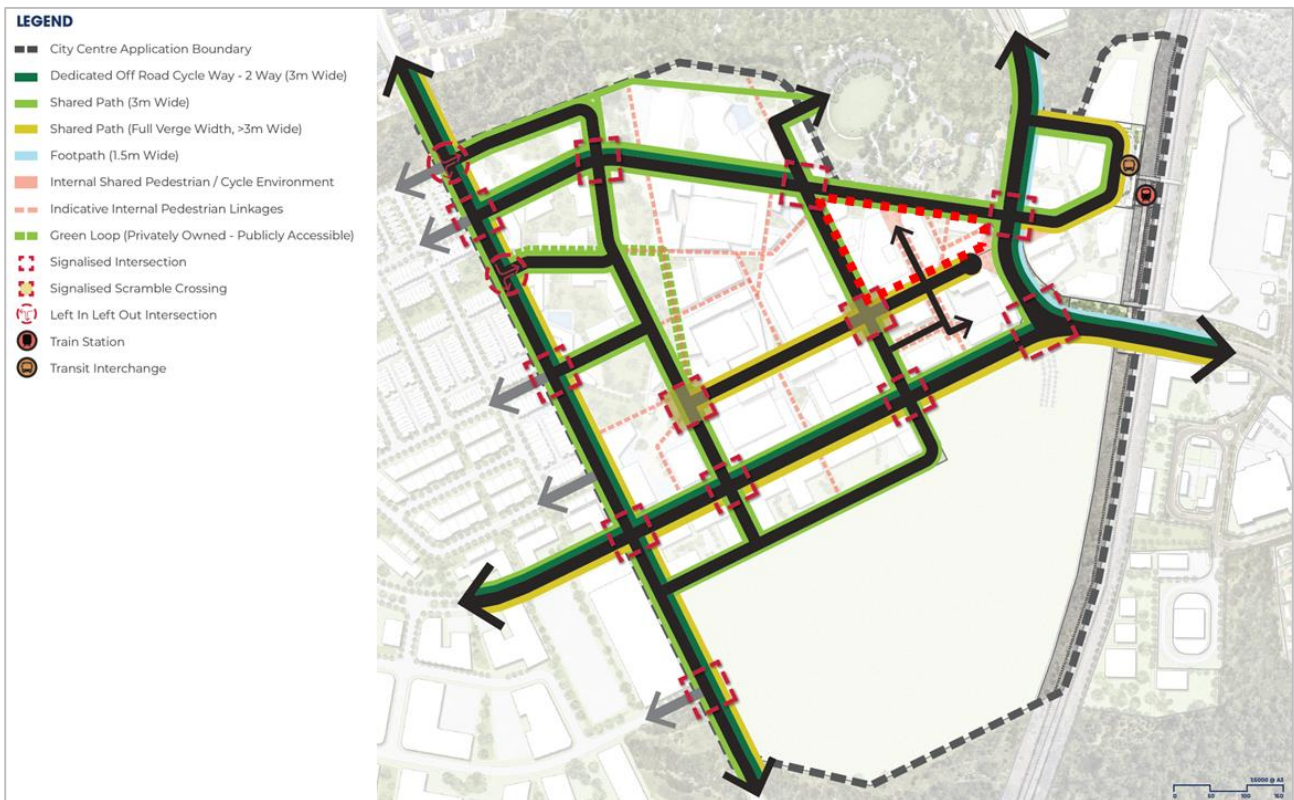 LEGEND
City Centre Application Boundary
Dedicated Off Road Cycle Way - 2 Way (3m Wide)
Shared Path (3m Wide)
Shared Path (Full Verge Width, >3m Wide)
Footpath (1.5m Wide)
Internal Shared Pedestrian / Cycle Environment
Indicative Internal Pedestrian Linkages
Green Loop (Privately Owned - Publicly Accessible)
Signalised Intersection
Signalised Scramble Crossing
Left In Left Out Intersection
Train Station
Transit Interchange